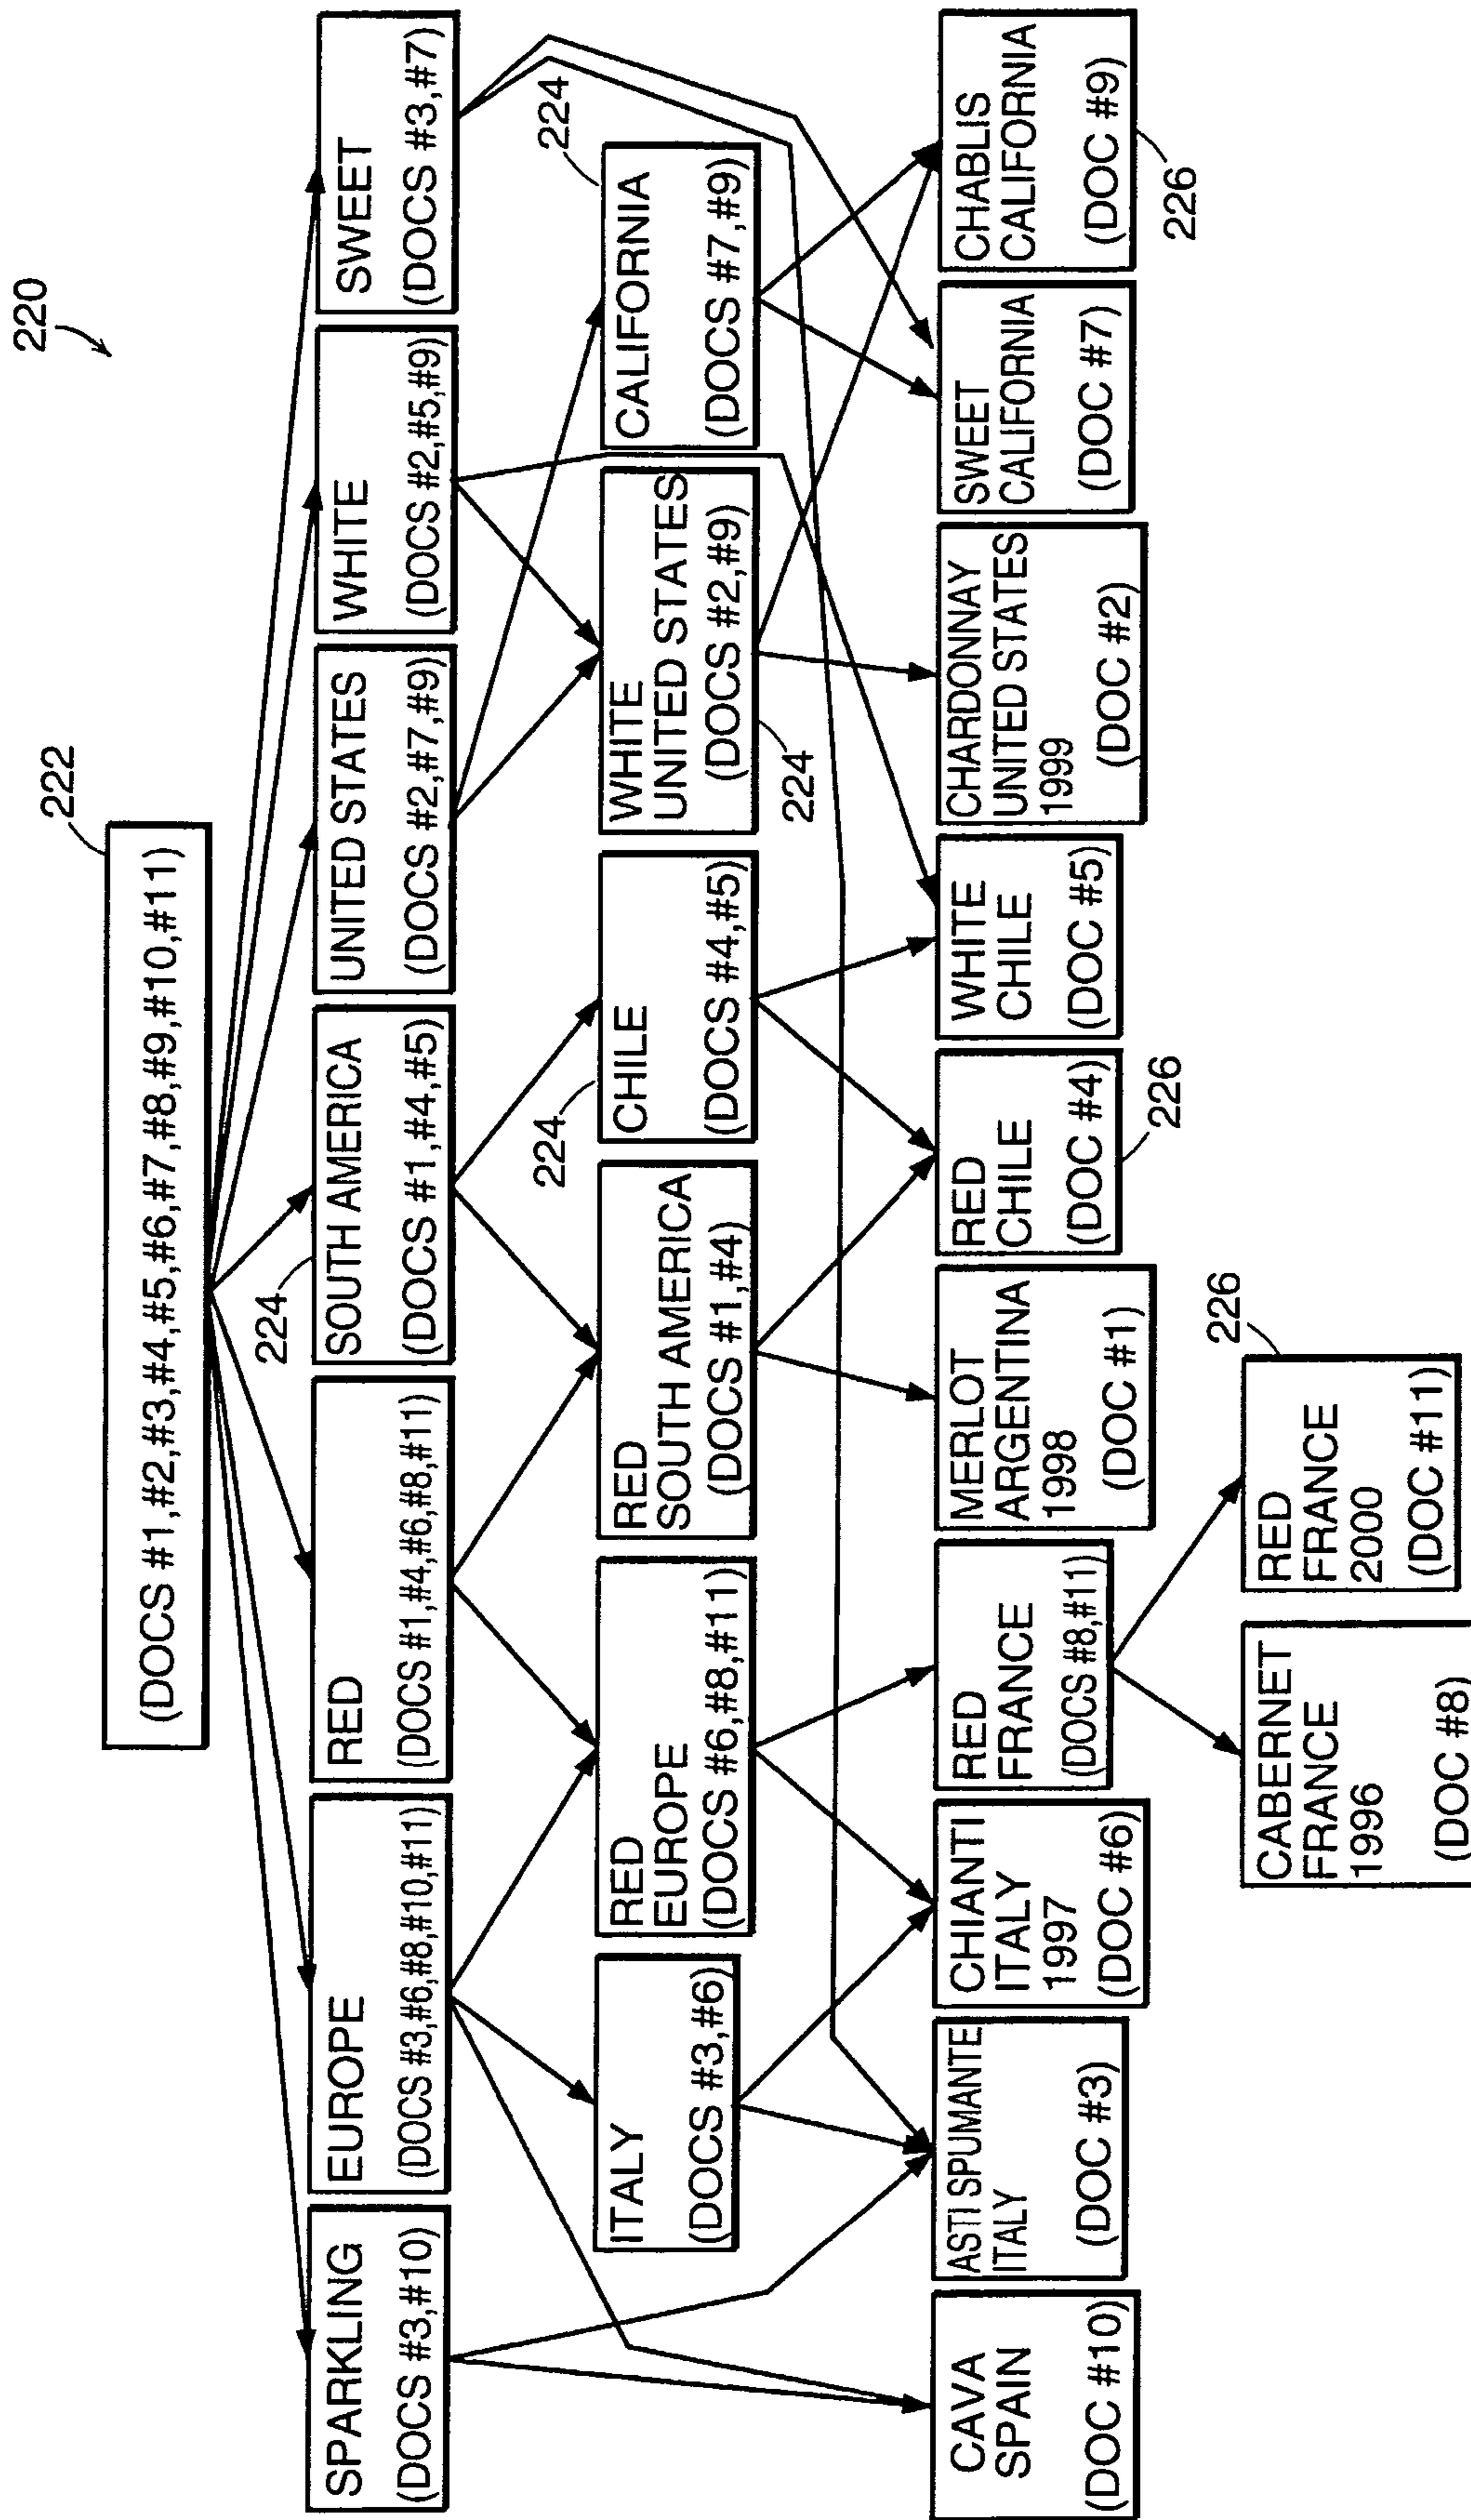 220
222
(DOCS #1,#2,#3,#4,#5,#6,#7,#8,#9,#10,#11)
SPARKLING
(DOCS #3,#10)
EUROPE
(DOCS #3,#6,#8,#10,#11)
RED
(DOCS #1,#4,#6,#8,#11)
224
SOUTH AMERICA
(DOCS #1,#4,#5)
UNITED STATES
(DOCS #2,#7,#9)
WHITE
(DOCS #2,#5,#9)
SWEET
(DOCS #3,#7)
ITALY
(DOCS #3,#6)
RED
EUROPE
(DOCS #6,#8,#11)
RED
SOUTH AMERICA
(DOCS #1,#4)
224
CHILE
(DOCS #4,#5)
WHITE
UNITED STATES
(DOCS #2,#9)
224
CALIFORNIA
(DOCS #7,#9)
224
CAVA
SPAIN
(DOC #10)
ASTI SPUMANTE
ITALY
(DOC #3)
CHIANTI
ITALY
1997
(DOC #6)
RED
FRANCE
(DOCS #8,#11)
MERLOT
ARGENTINA
1998
(DOC #1)
RED
CHILE
(DOC #4)
226
WHITE
CHILE
(DOC #5)
CHARDONNAY
UNITED STATES
1999
(DOC #2)
SWEET
CALIFORNIA
(DOC #7)
CHABLIS
CALIFORNIA
(DOC #9)
226
CABERNET
FRANCE
1996
(DOC #8)
RED
FRANCE
2000
(DOC #11)
226